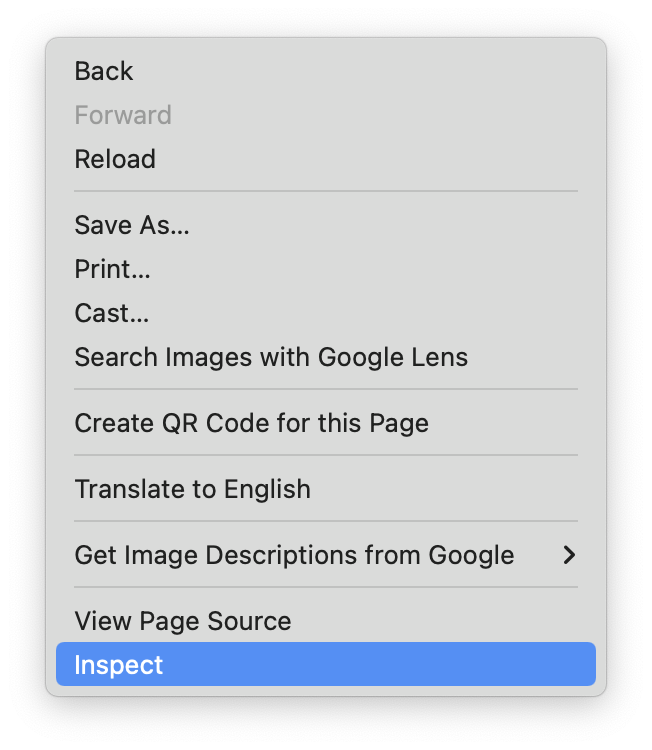 Back
Forward
Reload
Save As...
Print...
Cast...
Search Images with Google Lens
Create QR Code for this Page
Translate to English
Get Image Descriptions from Google
View Page Source
Inspect